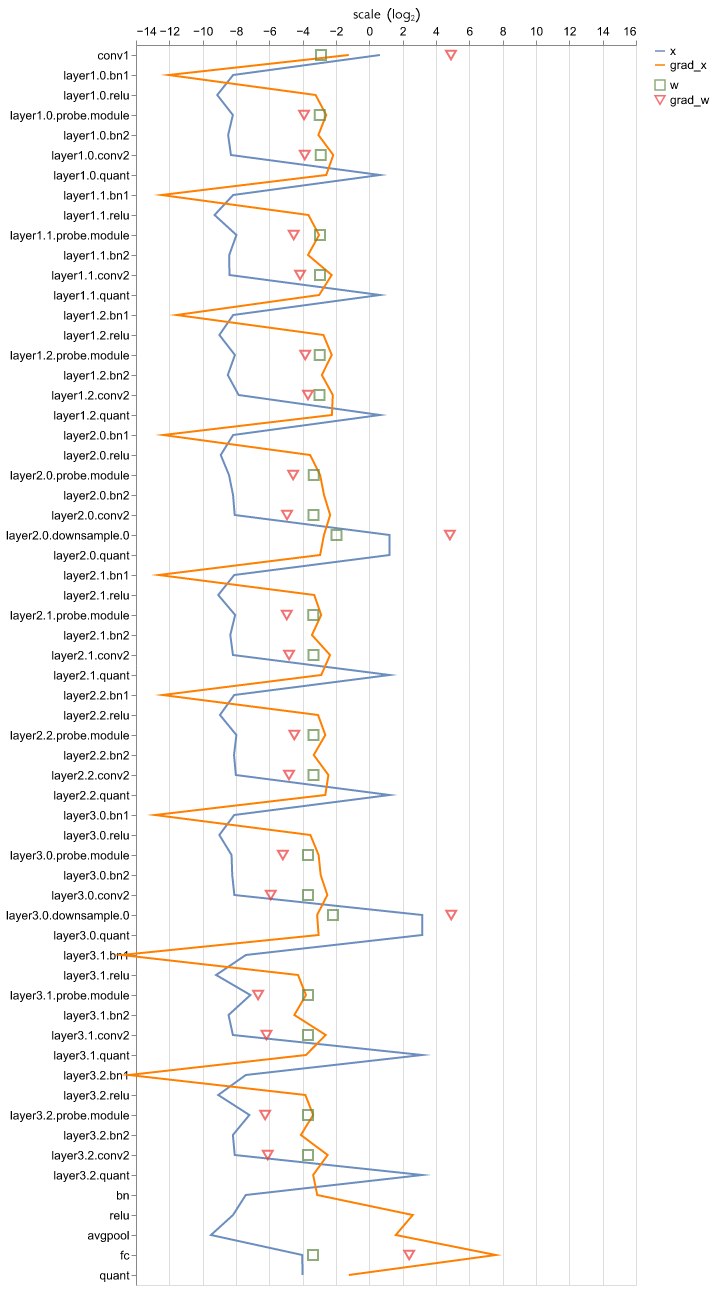 scale (log₂)
−14 −12 −10 −8 −6 −4 −2 0 2 4 6 8 10 12 14 16
x
grad_x
w
grad_w
conv1
layer1.0.bn1
layer1.0.relu
layer1.0.probe.module
layer1.0.bn2
layer1.0.conv2
layer1.0.quant
layer1.1.bn1
layer1.1.relu
layer1.1.probe.module
layer1.1.bn2
layer1.1.conv2
layer1.1.quant
layer1.2.bn1
layer1.2.relu
layer1.2.probe.module
layer1.2.bn2
layer1.2.conv2
layer1.2.quant
layer2.0.bn1
layer2.0.relu
layer2.0.probe.module
layer2.0.bn2
layer2.0.conv2
layer2.0.downsample.0
layer2.0.quant
layer2.1.bn1
layer2.1.relu
layer2.1.probe.module
layer2.1.bn2
layer2.1.conv2
layer2.1.quant
layer2.2.bn1
layer2.2.relu
layer2.2.probe.module
layer2.2.bn2
layer2.2.conv2
layer2.2.quant
layer3.0.bn1
layer3.0.relu
layer3.0.probe.module
layer3.0.bn2
layer3.0.conv2
layer3.0.downsample.0
layer3.0.quant
layer3.1.bn1
layer3.1.relu
layer3.1.probe.module
layer3.1.bn2
layer3.1.conv2
layer3.1.quant
layer3.2.bn1
layer3.2.relu
layer3.2.probe.module
layer3.2.bn2
layer3.2.conv2
layer3.2.quant
bn
relu
avgpool
fc
quant